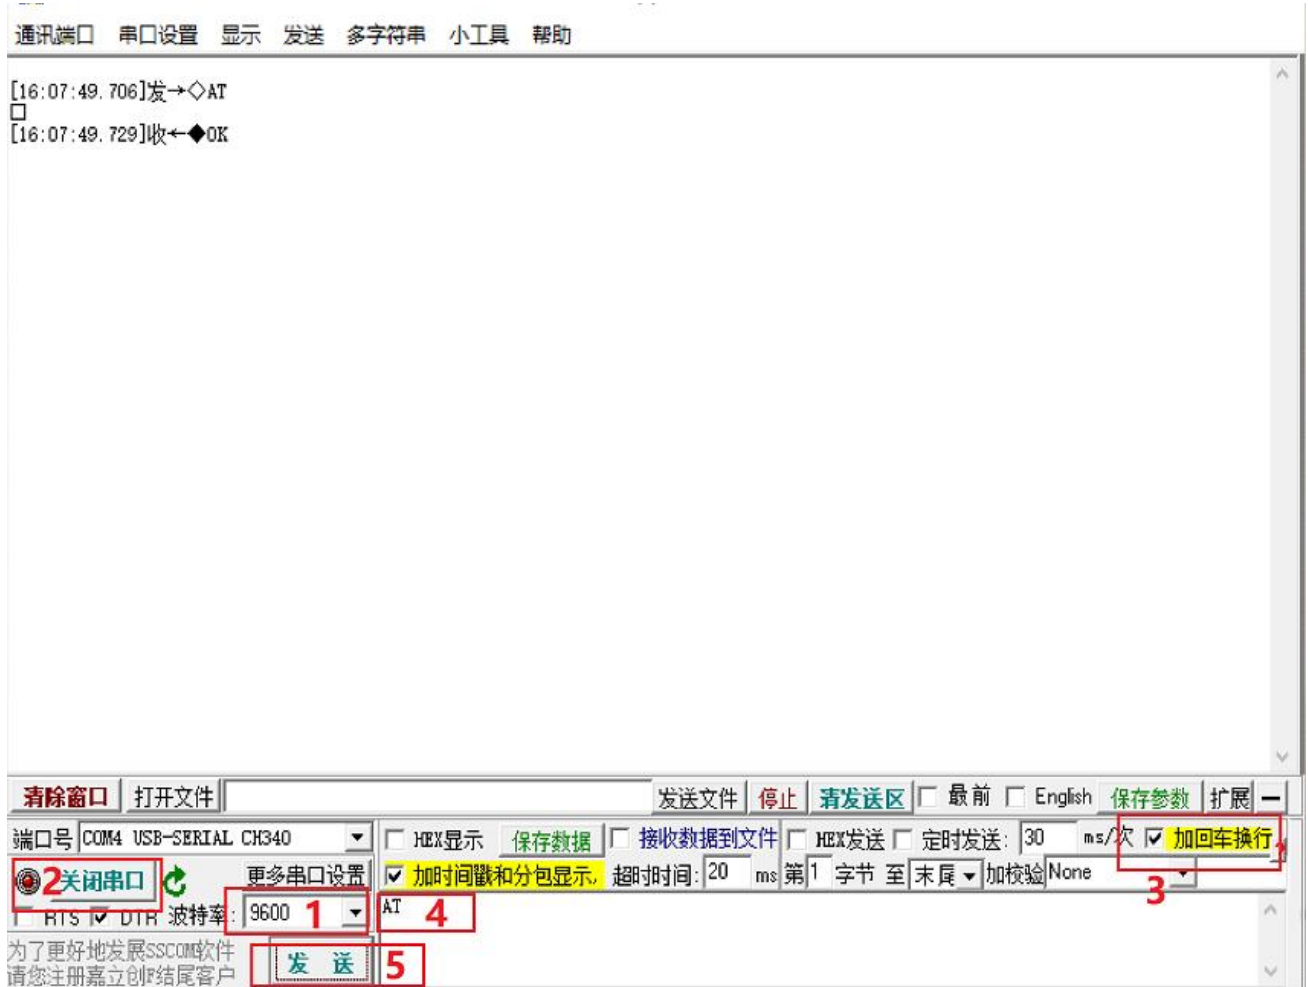 通讯端口 串口设置 显示 发送 多字符串 小工具 帮助
[16:07:49.706]发→◇AT
□
[16:07:49.729]收←◆OK
清除窗口 打开文件 发送文件 停止 清发送区 最前 English 保存参数 扩展 —
端口号 COM4 USB-SERIAL CH340 HEX显示 保存数据 接收数据到文件 HEX发送 定时发送: 30 ms/次 加回车换行
2 关闭串口 更多串口设置 加时间戳和分包显示, 超时时间: 20 ms 第1 字节 至 末尾 加校验 None 3
RTS DTR 波特率: 9600 1 AT 4
为了更好地发展SSCOM软件
请您注册嘉立创F结尾客户
发 送 5